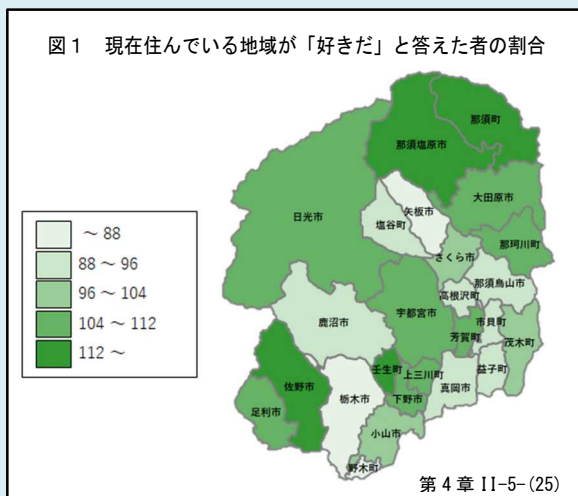 図1 現在住んでいる地域が「好きだ」と答えた者の割合
那須町
那須塩原市
大田原市
日光市
矢板市
塩谷町
那珂川町
さくら市
那須烏山市
高根沢町
宇都宮市
鹿沼市
市貝町
芳賀町
茂木町
壬生町
上三川町
益子町
真岡市
佐野市
下野市
栃木市
足利市
小山市
野木町
~ 88
88 ~ 96
96 ~ 104
104 ~ 112
112 ~
第4章 II-5-(25)